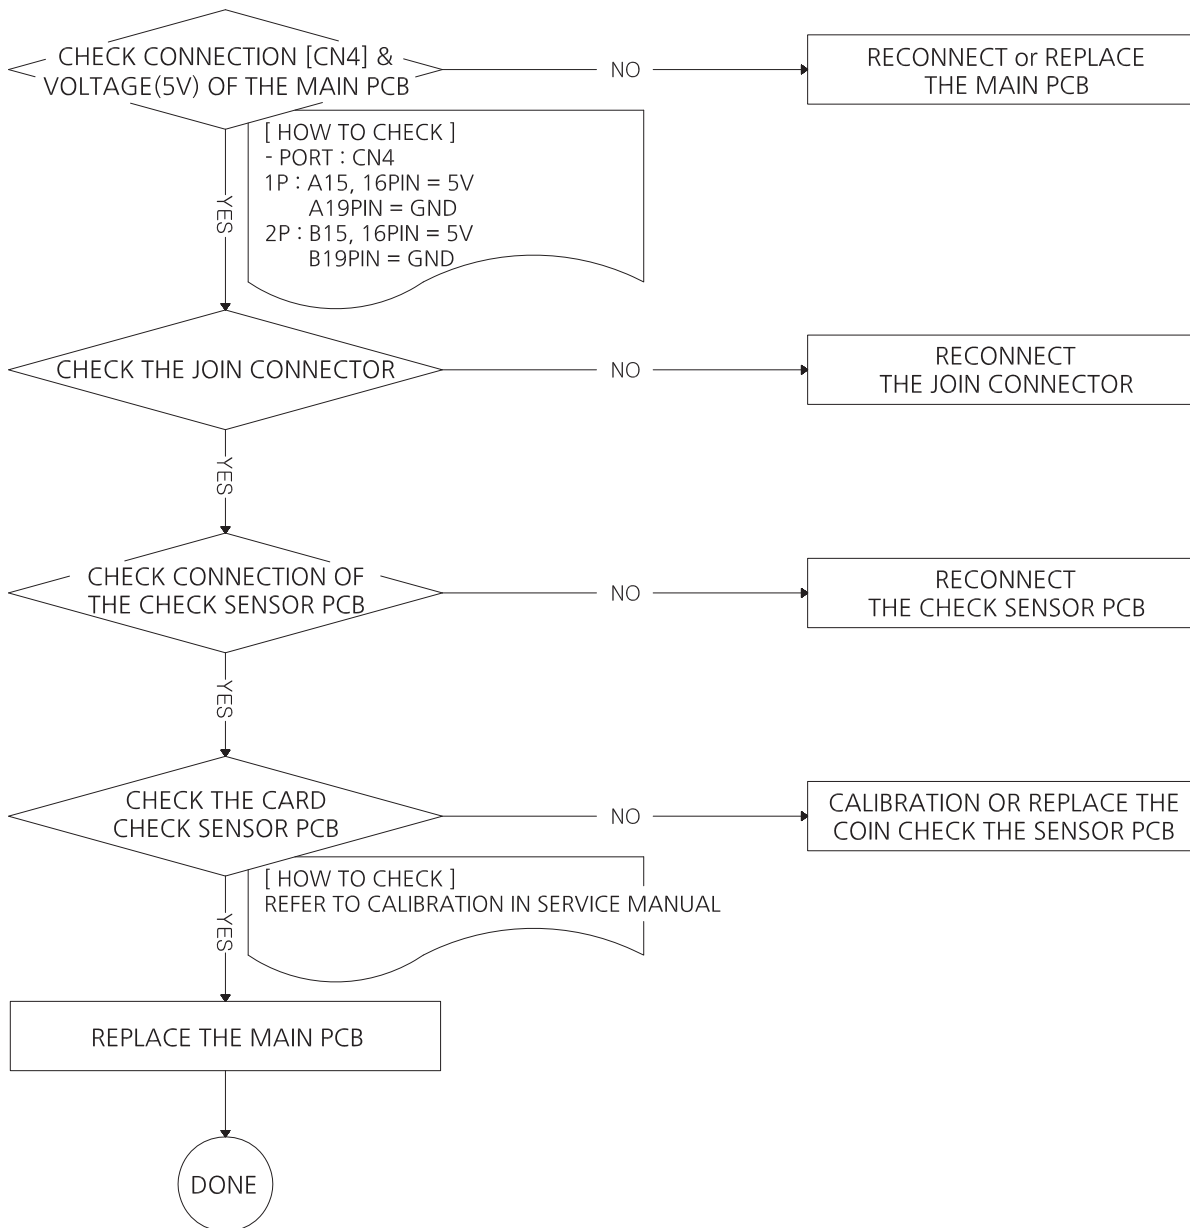 CHECK CONNECTION [CN4] &
VOLTAGE(5V) OF THE MAIN PCB
NO
RECONNECT or REPLACE
THE MAIN PCB
[ HOW TO CHECK ]
- PORT : CN4
1P : A15, 16PIN = 5V
A19PIN = GND
2P : B15, 16PIN = 5V
B19PIN = GND
YES
CHECK THE JOIN CONNECTOR
NO
RECONNECT
THE JOIN CONNECTOR
YES
CHECK CONNECTION OF
THE CHECK SENSOR PCB
NO
RECONNECT
THE CHECK SENSOR PCB
YES
CHECK THE CARD
CHECK SENSOR PCB
NO
CALIBRATION OR REPLACE THE
COIN CHECK THE SENSOR PCB
[ HOW TO CHECK ]
REFER TO CALIBRATION IN SERVICE MANUAL
YES
REPLACE THE MAIN PCB
DONE